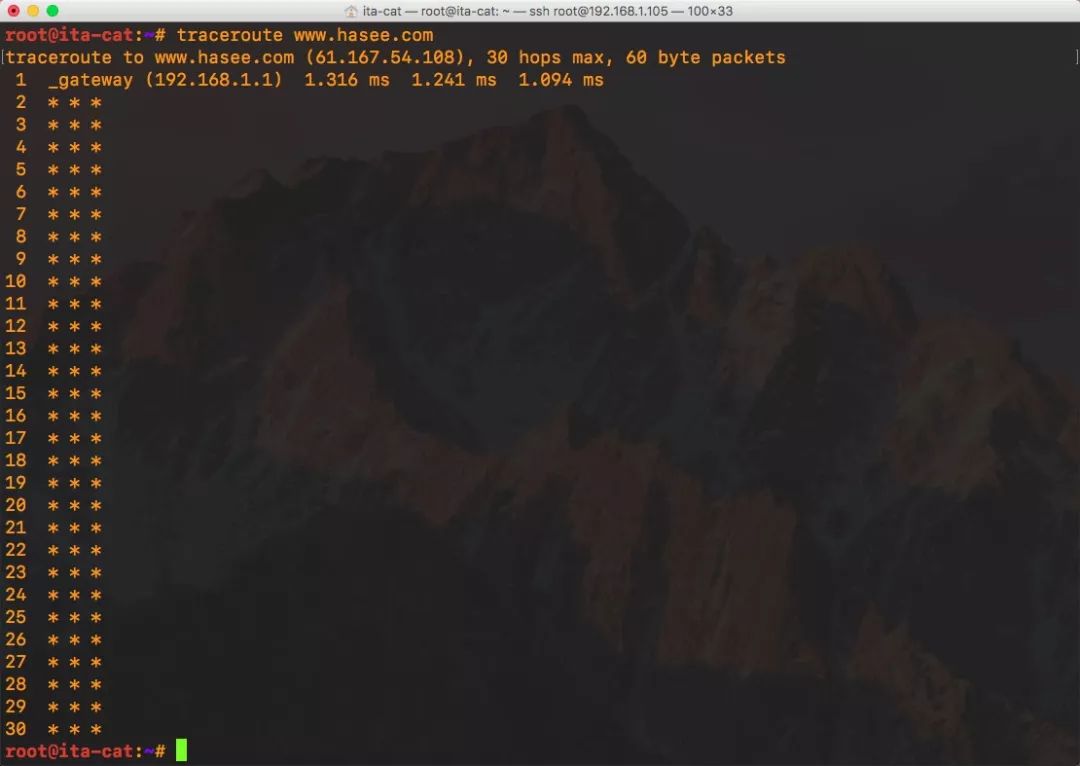 ita-cat — root@ita-cat: ~ — ssh root@192.168.1.105 — 100×33
root@ita-cat:~# traceroute www.hasee.com
traceroute to www.hasee.com (61.167.54.108), 30 hops max, 60 byte packets
1 _gateway (192.168.1.1) 1.316 ms 1.241 ms 1.094 ms
2 * * *
3 * * *
4 * * *
5 * * *
6 * * *
7 * * *
8 * * *
9 * * *
10 * * *
11 * * *
12 * * *
13 * * *
14 * * *
15 * * *
16 * * *
17 * * *
18 * * *
19 * * *
20 * * *
21 * * *
22 * * *
23 * * *
24 * * *
25 * * *
26 * * *
27 * * *
28 * * *
29 * * *
30 * * *
root@ita-cat:~#